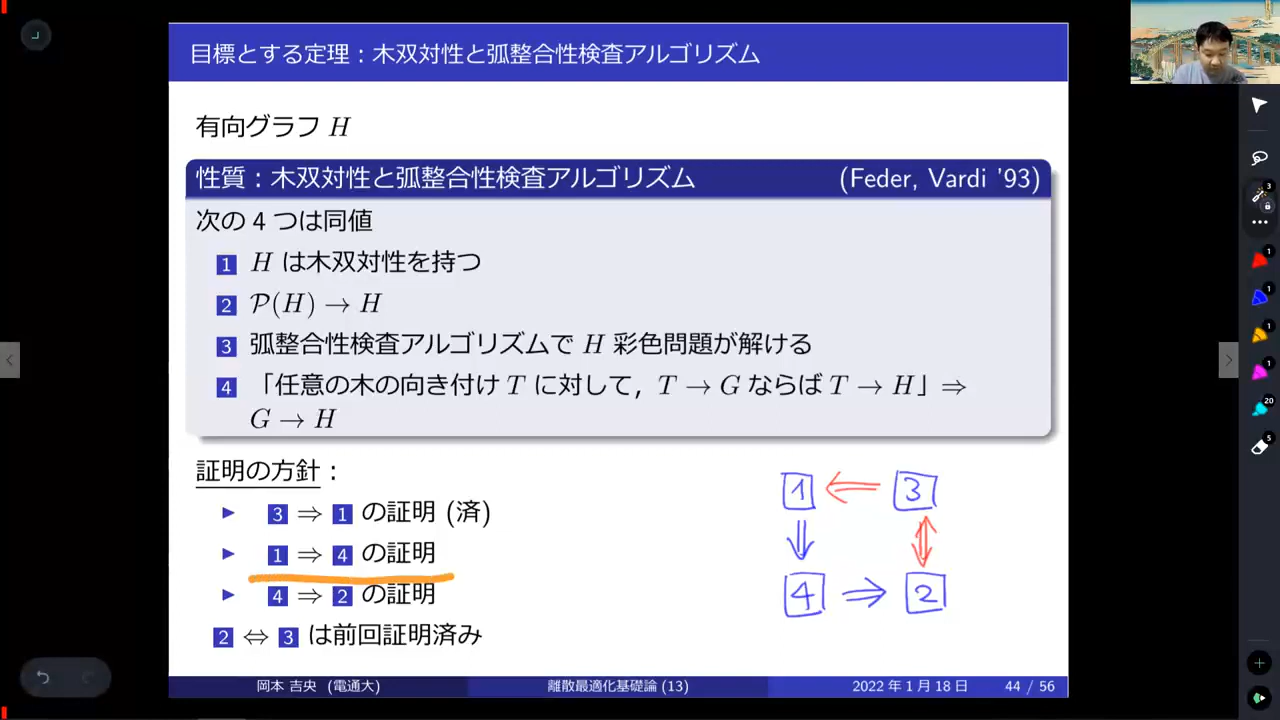 目標とする定理：木双対性と弧整合性検査アルゴリズム
有向グラフ H
性質：木双対性と弧整合性検査アルゴリズム (Feder, Vardi '93)
次の 4 つは同値
1 H は木双対性を持つ
2 P(H) → H
3 弧整合性検査アルゴリズムで H 彩色問題が解ける
4 「任意の木の向き付け T に対して，T → G ならば T → H」⇒
G → H
証明の方針：
▶ 3 ⇒ 1 の証明 (済)
▶ 1 ⇒ 4 の証明
▶ 4 ⇒ 2 の証明
2 ⇔ 3 は前回証明済み
1 ⇐ 3
⇓ ⇕
4 ⇒ 2
岡本 吉央 (電通大) 離散最適化基礎論 (13) 2022 年 1 月 18 日 44 / 56
3
1
1
1
1
20
5